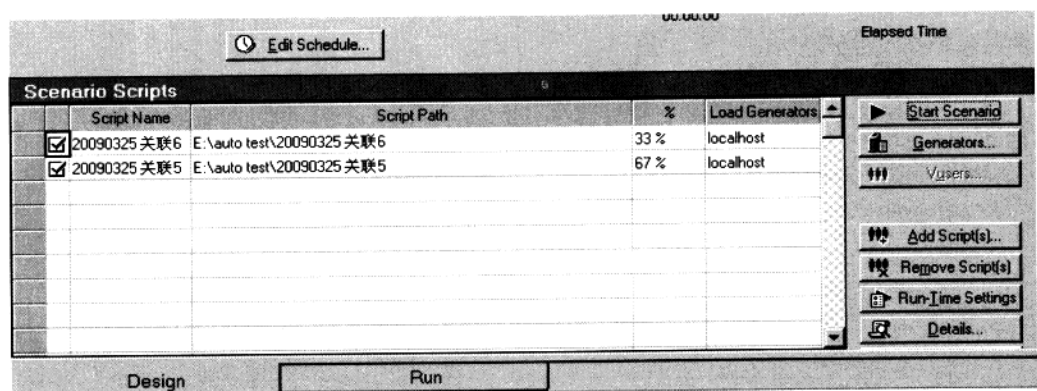 00:00:00
Elapsed Time
Edit Schedule...
Scenario Scripts
Script Name Script Path % Load Generators
20090325 关联6 E:\auto test\20090325 关联6 33 % localhost
20090325 关联5 E:\auto test\20090325 关联5 67 % localhost
Start Scenario
Generators...
Vusers...
Add Script(s)...
Remove Script(s)
Run-Time Settings
Details...
Design Run